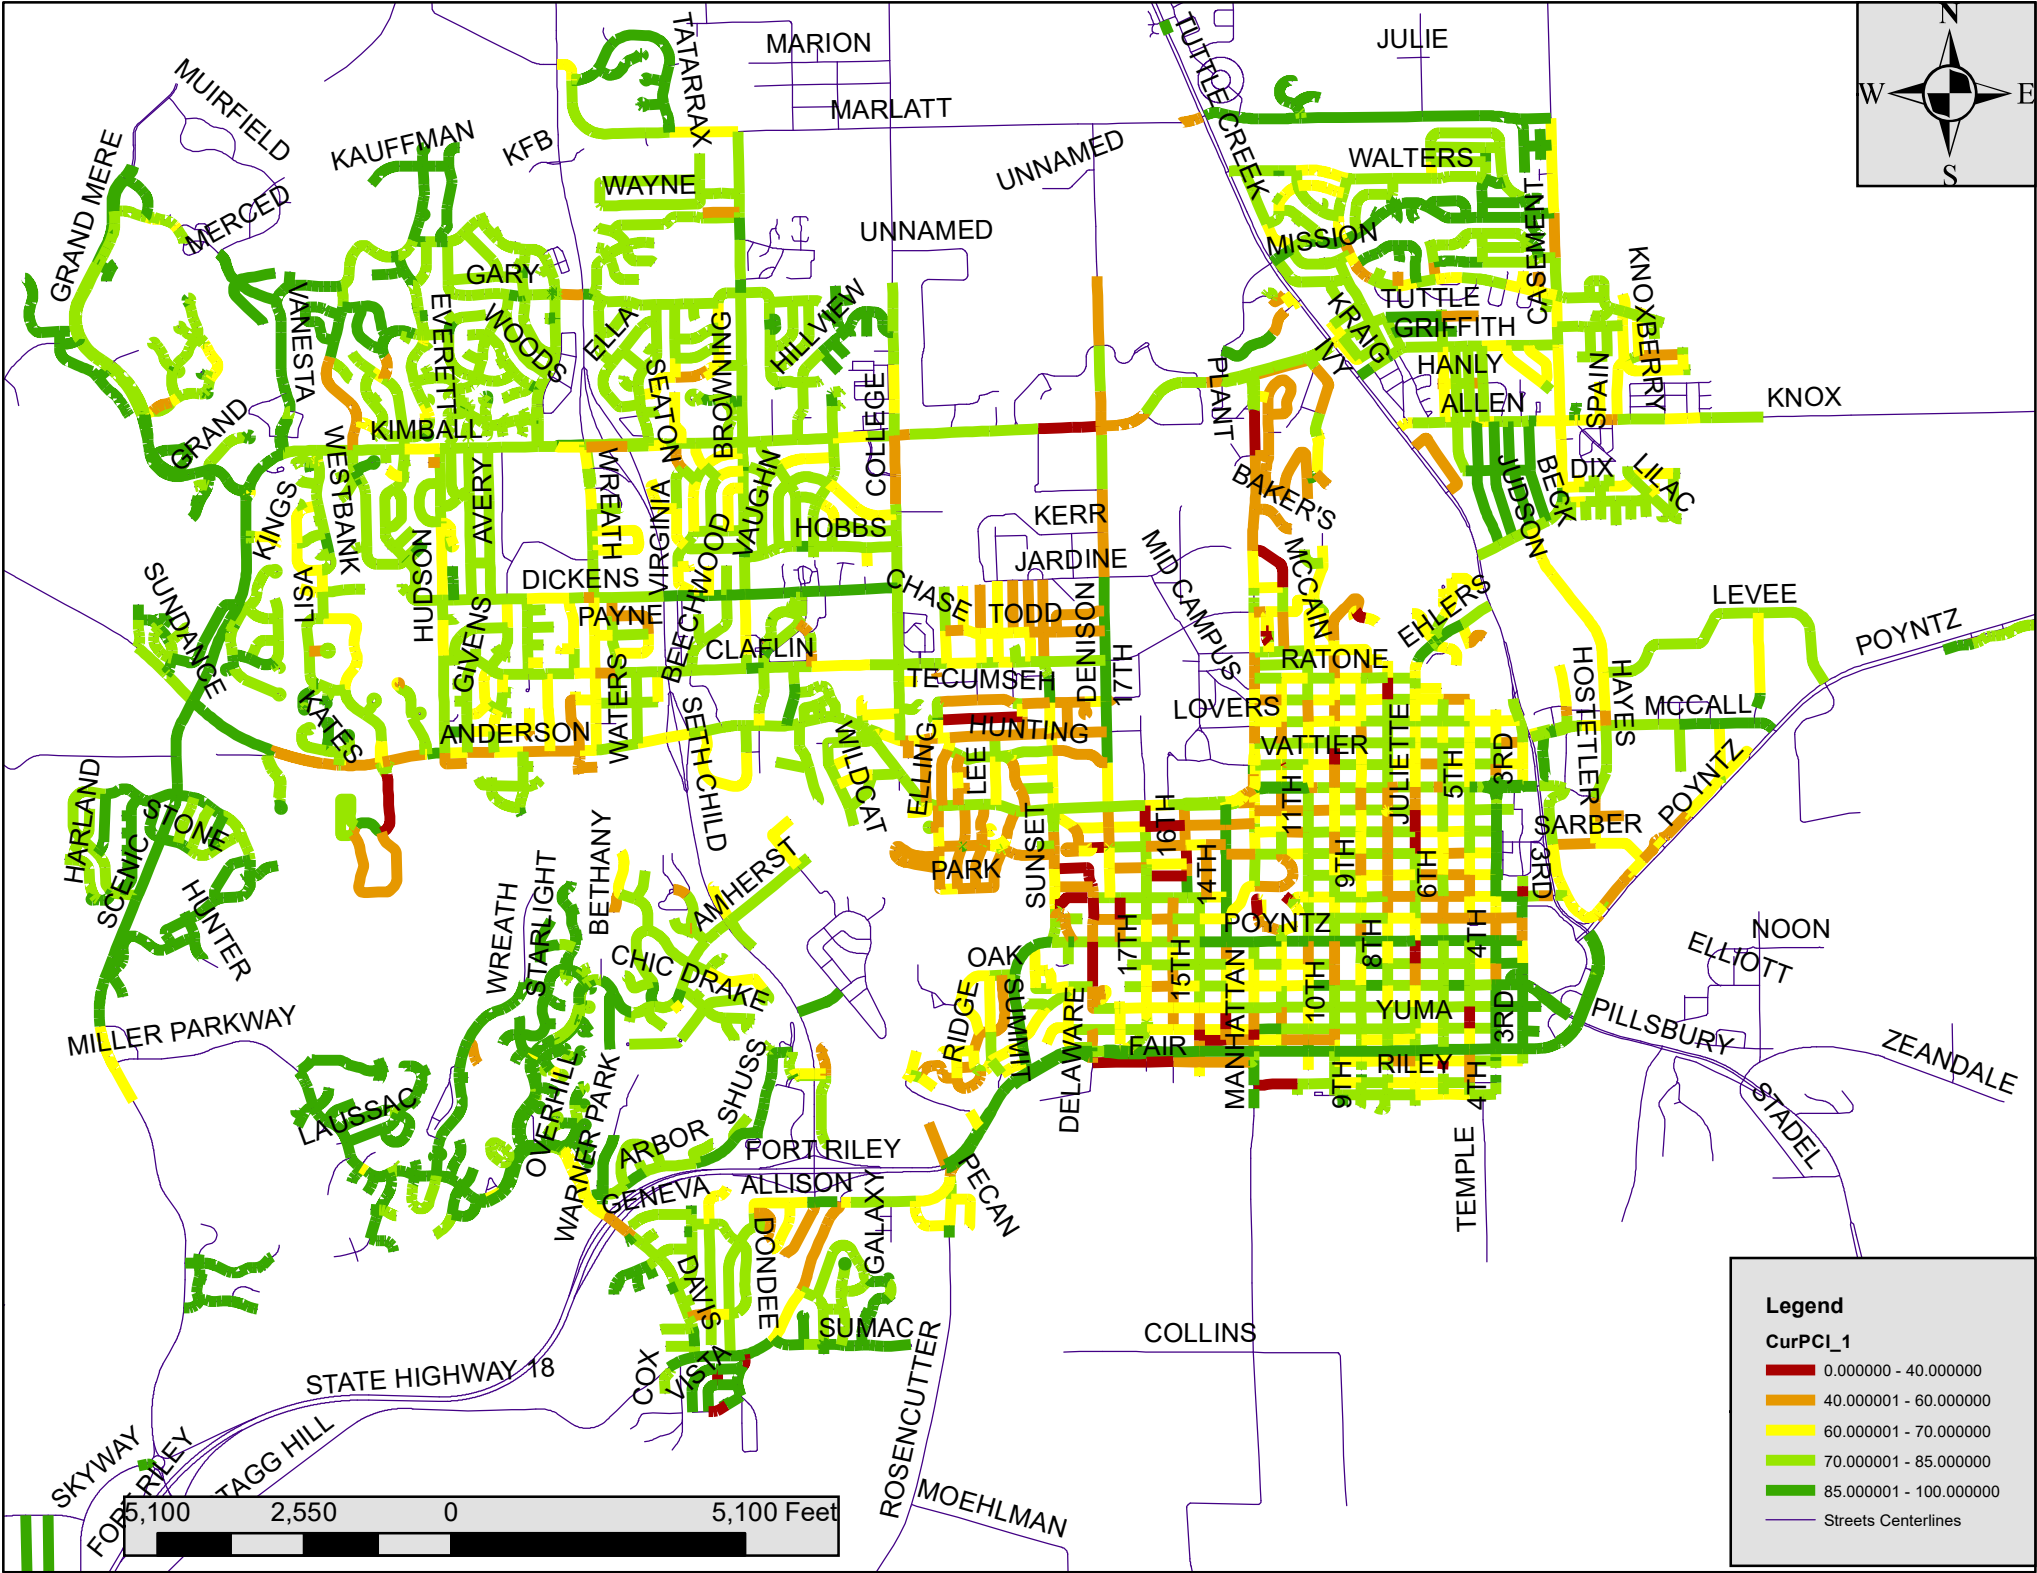 N
W
E
S
TATARRAX
MARION
TUTTLE CREEK
JULIE
MUIRFIELD
MARLATT
KAUFFMAN
KFB
UNNAMED
WALTERS
GRAND MERE
WAYNE
MERCED
UNNAMED
CASEMENT
MISSION
KNOXBERRY
GARY
VANESTA
EVERETT
WOODS
ELLA
BROWNING
HILLVIEW
KRAIG
TUTTLE
GRIFFITH
IVY
HANLY
SEATON
PLANT
SPAIN
COLLEGE
ALLEN
KNOX
GRAND
KIMBALL
WESTBANK
AVERY
WREATH
VIRGINIA
VAUGHN
BAKER'S
JUDSON
BECK
DIX
LILAC
KINGS
BEECHWOOD
HOBBS
KERR
MID CAMPUS
JARDINE
MCCAIN
SUNDANCE
LISA
HUDSON
DICKENS
CHASE
DENISON
EHLERS
LEVEE
PAYNE
TODD
GIVENS
CLAFLIN
BEECHWOOD
RATONE
POYNTZ
WATERS
TECUMSEH
17TH
HOSTETLER
HAYES
KATES
SETH CHILD
LOVERS
MCCALL
ANDERSON
WILDCAT
HUNTING
VATTIER
JULIETTE
5TH
3RD
HARLAND
ELLING
LEE
11TH
POYNTZ
STONE
SCENIC
SUNSET
16TH
SARBER
BETHANY
AMHERST
PARK
14TH
9TH
6TH
3RD
HUNTER
WREATH
STARLIGHT
POYNTZ
CHIC
DRAKE
OAK
17TH
15TH
8TH
4TH
NOON
ELLIOTT
MANHATTAN
10TH
RIDGE
SUMMIT
DELAWARE
YUMA
3RD
PILLSBURY
MILLER PARKWAY
ZEANDALE
FAIR
RILEY
SHUSS
OVERHILL
WARNER PARK
9TH
4TH
STADEL
LAUSSAC
ARBOR
FORT RILEY
PECAN
TEMPLE
GENEVA
ALLISON
GALAXY
DONDEE
DAVIS
SUMAC
COLLINS
STATE HIGHWAY 18
COX
VISTA
ROSENCUTTER
SKYWAY
FORT RILEY
TAGG HILL
MOEHLMAN
5,100 2,550 0 5,100 Feet
Legend
CurPCI_1
0.000000 - 40.000000
40.000001 - 60.000000
60.000001 - 70.000000
70.000001 - 85.000000
85.000001 - 100.000000
Streets Centerlines